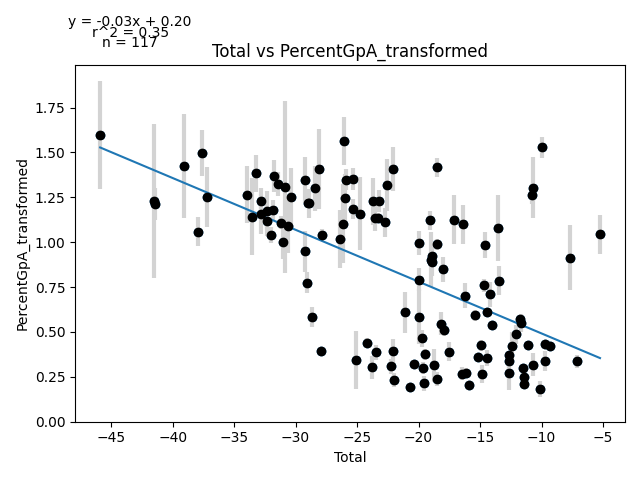 y = -0.03x + 0.20
r^2 = 0.35
n = 117
Total vs PercentGpA_transformed
PercentGpA_transformed
1.75
1.50
1.25
1.00
0.75
0.50
0.25
0.00
−45 −40 −35 −30 −25 −20 −15 −10 −5
Total